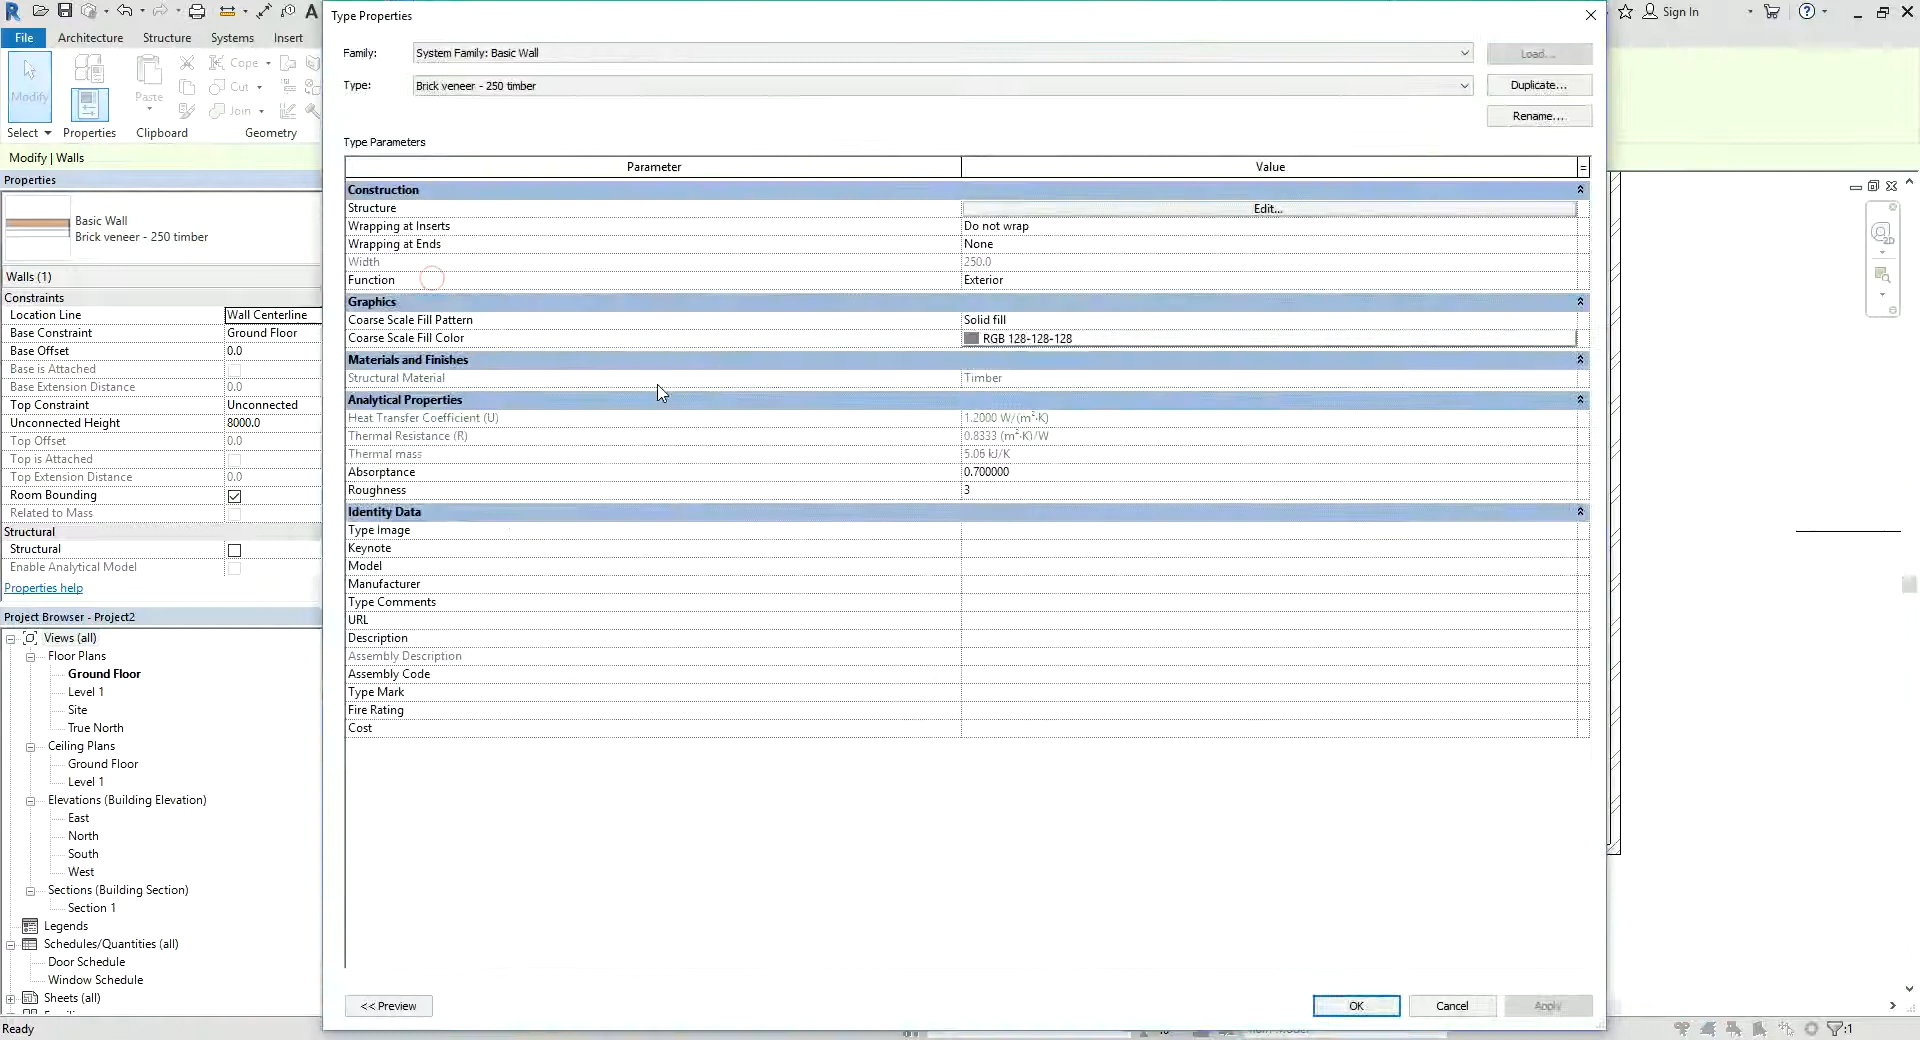 Sign In
File Architecture Structure Systems Insert
Modify Paste Cope Cut Join
Select Properties Clipboard Geometry
Modify | Walls
Properties
Basic Wall
Brick veneer - 250 timber
Walls (1)
Constraints
Location Line Wall Centerline
Base Constraint Ground Floor
Base Offset 0.0
Base is Attached
Base Extension Distance 0.0
Top Constraint Unconnected
Unconnected Height 8000.0
Top Offset 0.0
Top is Attached
Top Extension Distance 0.0
Room Bounding
Related to Mass
Structural
Structural
Enable Analytical Model
Properties help
Project Browser - Project2
Views (all)
Floor Plans
Ground Floor
Level 1
Site
True North
Ceiling Plans
Ground Floor
Level 1
Elevations (Building Elevation)
East
North
South
West
Sections (Building Section)
Section 1
Legends
Schedules/Quantities (all)
Door Schedule
Window Schedule
Sheets (all)
Ready
Type Properties
Family: System Family: Basic Wall Load...
Type: Brick veneer - 250 timber Duplicate...
Rename...
Type Parameters
Parameter Value =
Construction
Structure Edit...
Wrapping at Inserts Do not wrap
Wrapping at Ends None
Width 250.0
Function Exterior
Graphics
Coarse Scale Fill Pattern Solid fill
Coarse Scale Fill Color RGB 128-128-128
Materials and Finishes
Structural Material Timber
Analytical Properties
Heat Transfer Coefficient (U) 1.2000 W/(m²·K)
Thermal Resistance (R) 0.8333 (m²·K)/W
Thermal mass 5.06 kJ/K
Absorptance 0.700000
Roughness 3
Identity Data
Type Image
Keynote
Model
Manufacturer
Type Comments
URL
Description
Assembly Description
Assembly Code
Type Mark
Fire Rating
Cost
<< Preview OK Cancel Apply
2D
:1